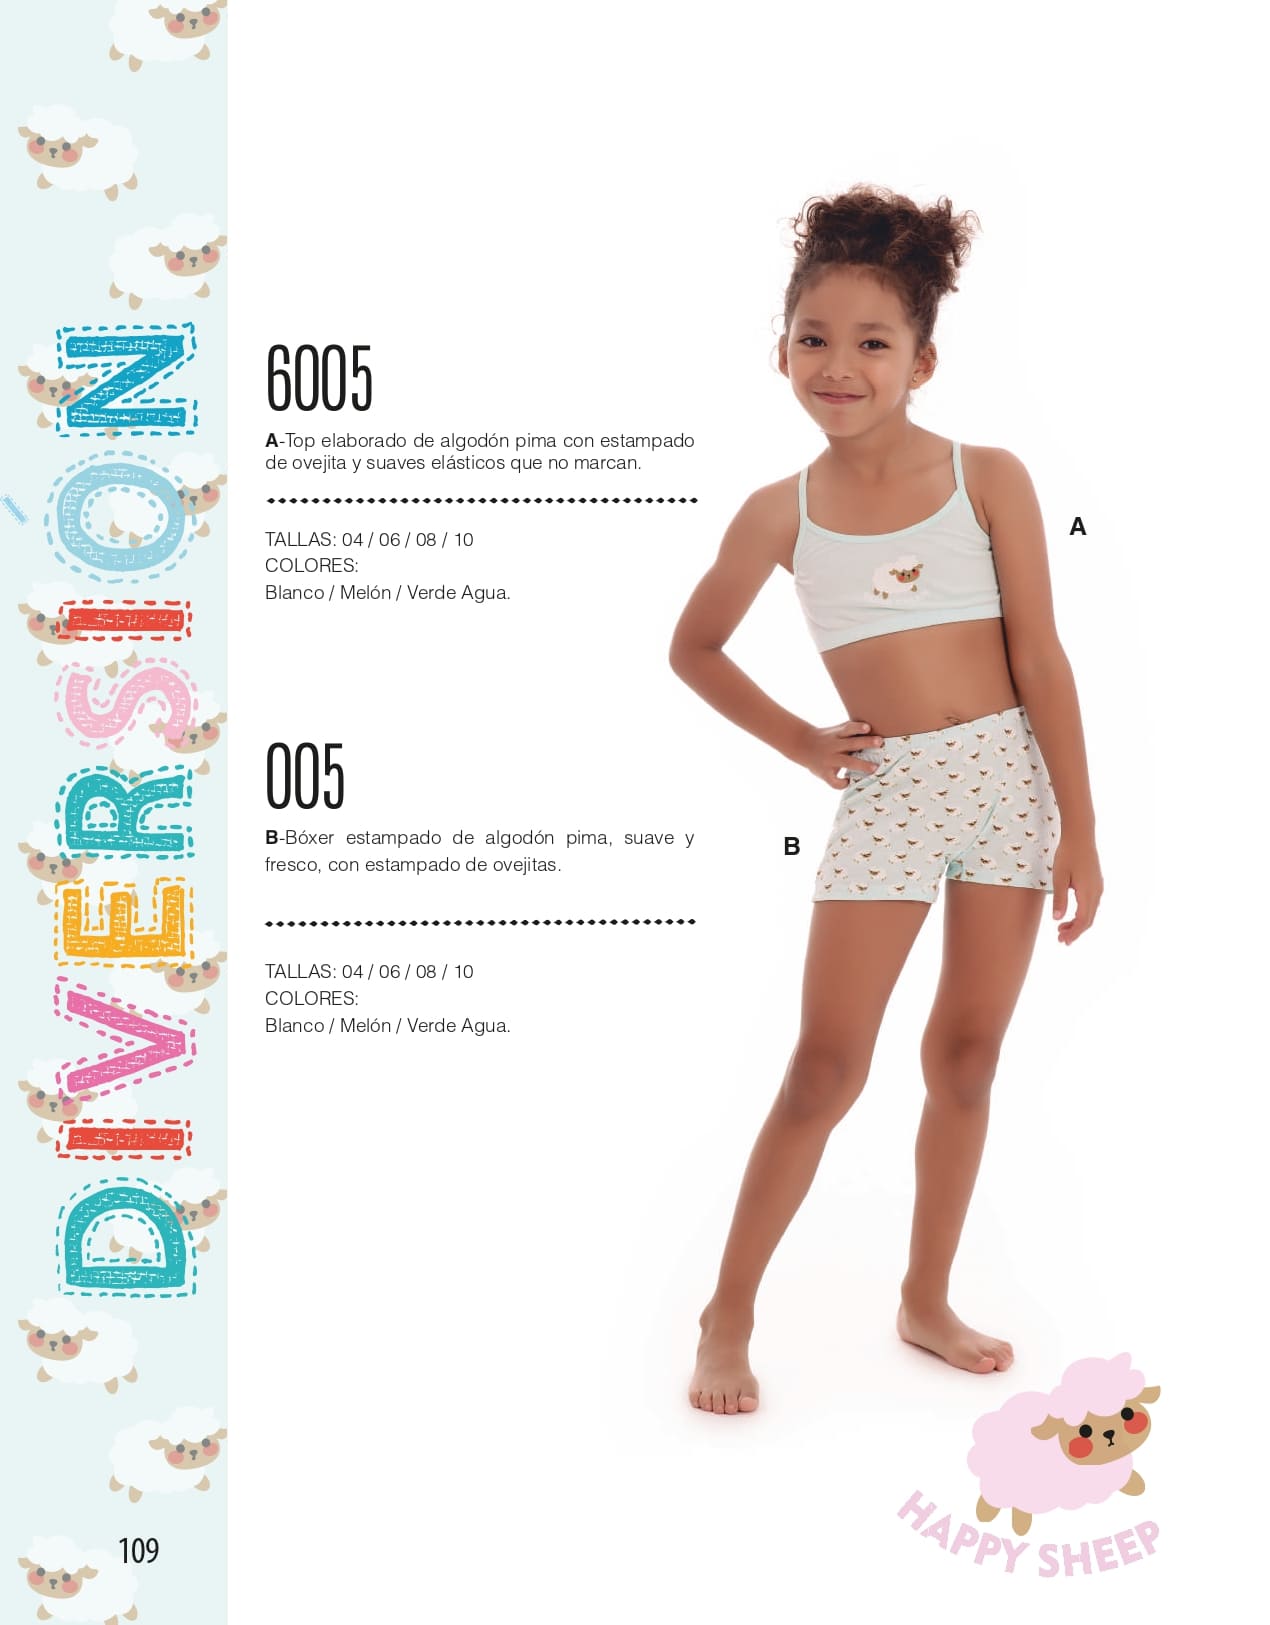 DIVERSIÓN
6005
A-Top elaborado de algodón pima con estampado
de ovejita y suaves elásticos que no marcan.
TALLAS: 04 / 06 / 08 / 10
COLORES:
Blanco / Melón / Verde Agua.
A
005
B-Bóxer estampado de algodón pima, suave y
fresco, con estampado de ovejitas.
B
TALLAS: 04 / 06 / 08 / 10
COLORES:
Blanco / Melón / Verde Agua.
HAPPY SHEEP
109